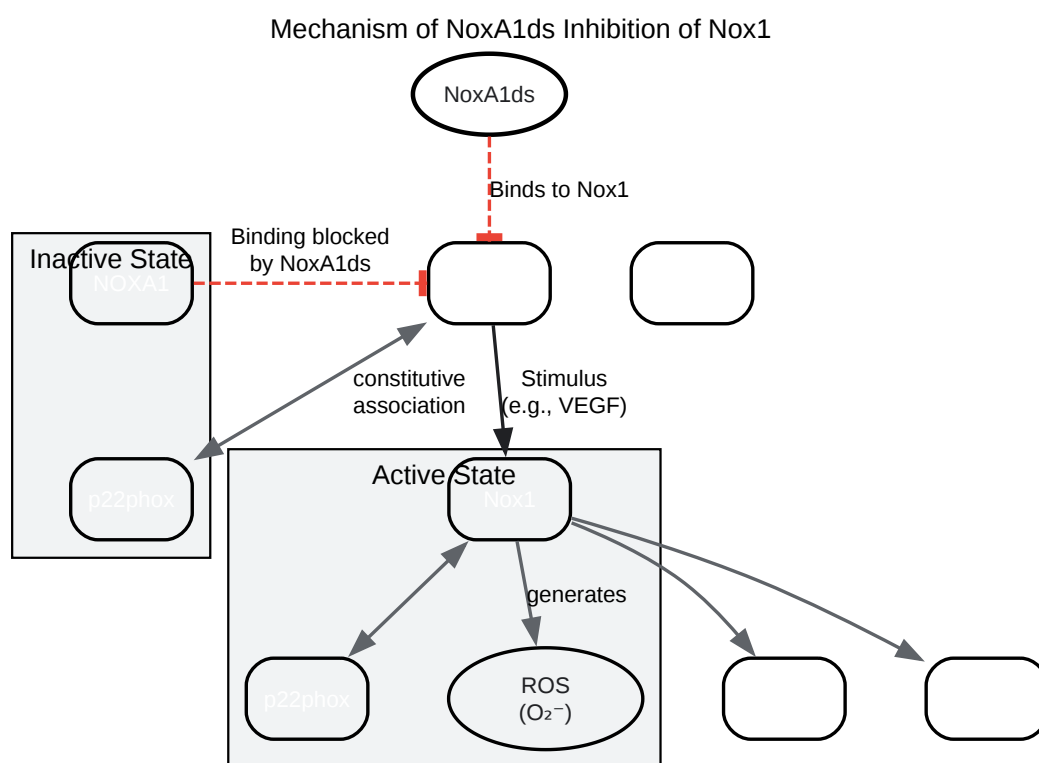 Mechanism of NoxA1ds Inhibition of Nox1
NoxA1ds
Binds to Nox1
Inactive State
NOXA1
Binding blocked
by NoxA1ds
constitutive
association
Stimulus
(e.g., VEGF)
p22phox
Active State
Nox1
generates
p22phox
ROS
(O₂⁻)